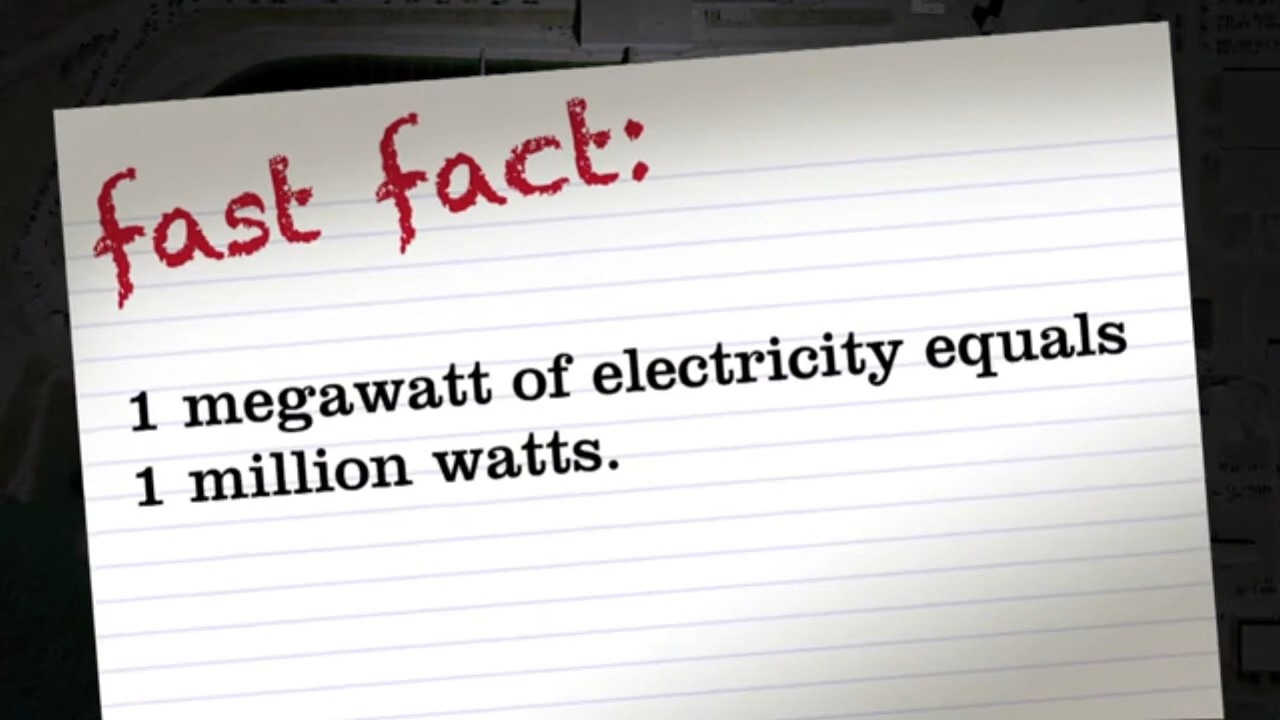 fast fact:
1 megawatt of electricity equals
1 million watts.